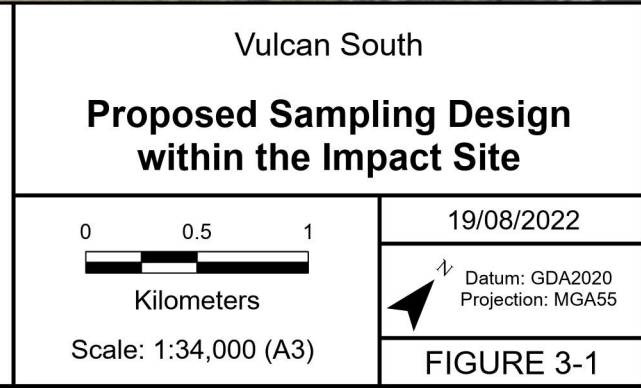 Vulcan South
Proposed Sampling Design
within the Impact Site
0 0.5 1
Kilometers
Scale: 1:34,000 (A3)
19/08/2022
N
Datum: GDA2020
Projection: MGA55
FIGURE 3-1